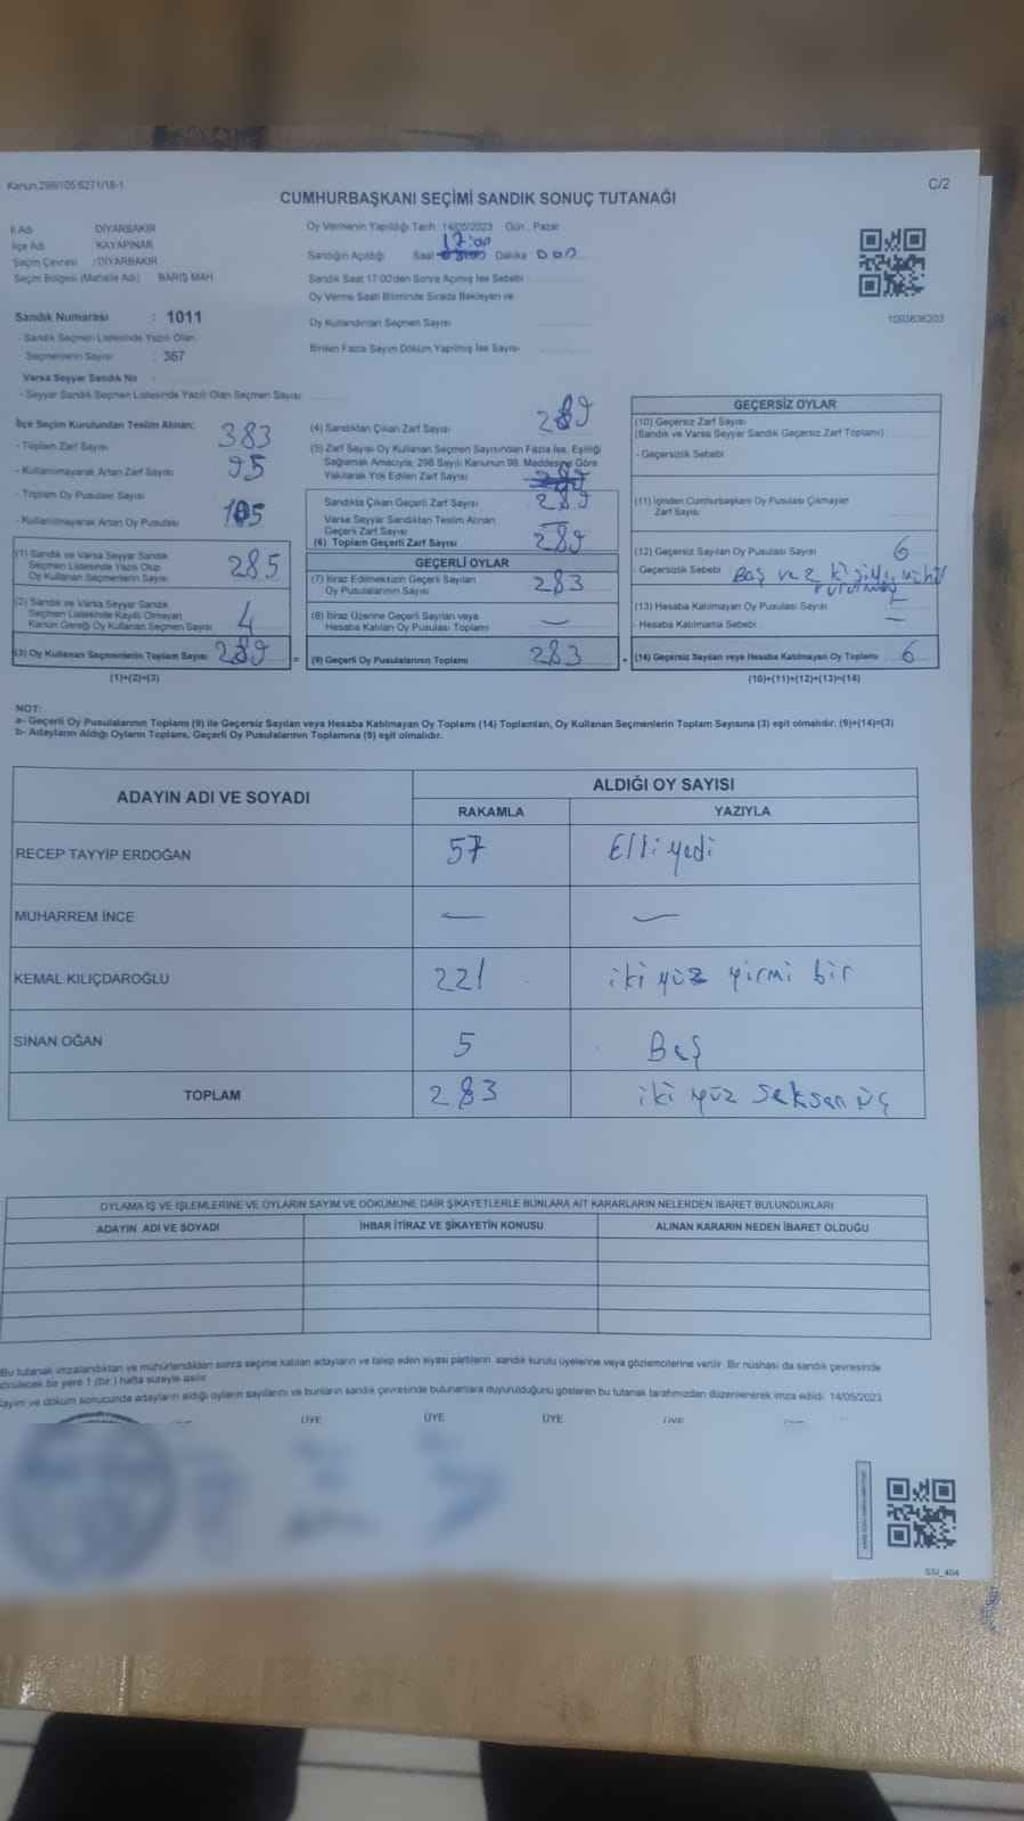 Kanun:298/105 6271/18-1
C/2
CUMHURBAŞKANI SEÇİMİ SANDIK SONUÇ TUTANAĞI
İl Adı : DİYARBAKIR
İlçe Adı : KAYAPINAR
Seçim Çevresi : DİYARBAKIR
Seçim Bölgesi (Mahalle Adı) : BARIŞ MAH.
Sandık Numarası : 1011
- Sandık Seçmen Listesinde Yazılı Olan
Seçmenlerin Sayısı : 367
Varsa Seyyar Sandık No :
- Seyyar Sandık Seçmen Listesinde Yazılı Olan Seçmen Sayısı
Oy Vermenin Yapıldığı Tarih : 14/05/2023 Gün : Pazar
17:00
Sandığın Açıldığı Saat Dakika
Sandık Saat 17:00'den Sonra Açılmış İse Sebebi
Oy Verme Saati Bitiminde Sırada Bekleyen ve
Oy Kullandırılan Seçmen Sayısı
Birden Fazla Sayım Döküm Yapılmış İse Sayısı
1093636203
İlçe Seçim Kurulundan Teslim Alınan;
- Toplam Zarf Sayısı 383
- Kullanılmayarak Artan Zarf Sayısı 95
- Toplam Oy Pusulası Sayısı
- Kullanılmayarak Artan Oy Pusulası 105
(1) Sandık ve Varsa Seyyar Sandık
Seçmen Listesinde Yazılı Olup
Oy Kullanan Seçmenlerin Sayısı 285
(2) Sandık ve Varsa Seyyar Sandık
Seçmen Listesinde Kayıtlı Olmayan
Kanun Gereği Oy Kullanan Seçmen Sayısı 4
(3) Oy Kullanan Seçmenlerin Toplam Sayısı 289
(1)+(2)=(3)
(4) Sandıktan Çıkan Zarf Sayısı 289
(5) Zarf Sayısı Oy Kullanan Seçmen Sayısından Fazla İse, Eşitliği
Sağlamak Amacıyla, 298 Sayılı Kanunun 98. Maddesine Göre
Yakılarak Yok Edilen Zarf Sayısı
Sandıkta Çıkan Geçerli Zarf Sayısı 289
Varsa Seyyar Sandıktan Teslim Alınan
Geçerli Zarf Sayısı
(6) Toplam Geçerli Zarf Sayısı 289
GEÇERLİ OYLAR
(7) İtiraz Edilmeksizin Geçerli Sayılan
Oy Pusulalarının Sayısı 283
(8) İtiraz Üzerine Geçerli Sayılan veya
Hesaba Katılan Oy Pusulası Toplamı —
= (9) Geçerli Oy Pusulalarının Toplamı 283
GEÇERSİZ OYLAR
(10) Geçersiz Zarf Sayısı
(Sandık ve Varsa Seyyar Sandık Geçersiz Zarf Toplamı)
- Geçersizlik Sebebi
(11) İçinden Cumhurbaşkanı Oy Pusulası Çıkmayan
Zarf Sayısı
(12) Geçersiz Sayılan Oy Pusulası Sayısı 6
- Geçersizlik Sebebi Boş ve 2
(13) Hesaba Katılmayan Oy Pusulası Sayısı —
- Hesaba Katılmama Sebebi
+ (14) Geçersiz Sayılan veya Hesaba Katılmayan Oy Toplamı 6
(10)+(11)+(12)+(13)=(14)
NOT:
a- Geçerli Oy Pusulalarının Toplamı (9) ile Geçersiz Sayılan veya Hesaba Katılmayan Oy Toplamı (14) Toplamları, Oy Kullanan Seçmenlerin Toplam Sayısına (3) eşit olmalıdır. (9)+(14)=(3)
b- Adayların Aldığı Oyların Toplamı, Geçerli Oy Pusulalarının Toplamına (9) eşit olmalıdır.
ADAYIN ADI VE SOYADI
ALDIĞI OY SAYISI
RAKAMLA YAZIYLA
RECEP TAYYİP ERDOĞAN 57 Elli yedi
MUHARREM İNCE — —
KEMAL KILIÇDAROĞLU 221 iki yüz yirmi bir
SİNAN OĞAN 5 Beş
TOPLAM 283 iki yüz seksen üç
OYLAMA İŞ VE İŞLEMLERİNE VE OYLARIN SAYIM VE DÖKÜMÜNE DAİR ŞİKAYETLERLE BUNLARA AİT KARARLARIN NELERDEN İBARET BULUNDUKLARI
ADAYIN ADI VE SOYADI İHBAR İTİRAZ VE ŞİKAYETİN KONUSU ALINAN KARARIN NEDEN İBARET OLDUĞU
Bu tutanak imzalandıktan ve mühürlendikten sonra seçime katılan adayların ve talep eden siyasi partilerin sandık kurulu üyelerine veya gözlemcilerine verilir. Bir nüshası da sandık çevresinde
görülecek bir yere 1 (bir) hafta süreyle asılır.
Sayım ve döküm sonucunda adayların aldığı oyların sayılarını ve bunların sandık çevresinde bulunanlara duyurulduğunu gösteren bu tutanak tarafımızdan düzenlenerek imza edildi. 14/05/2023
ÜYE ÜYE ÜYE ÜYE